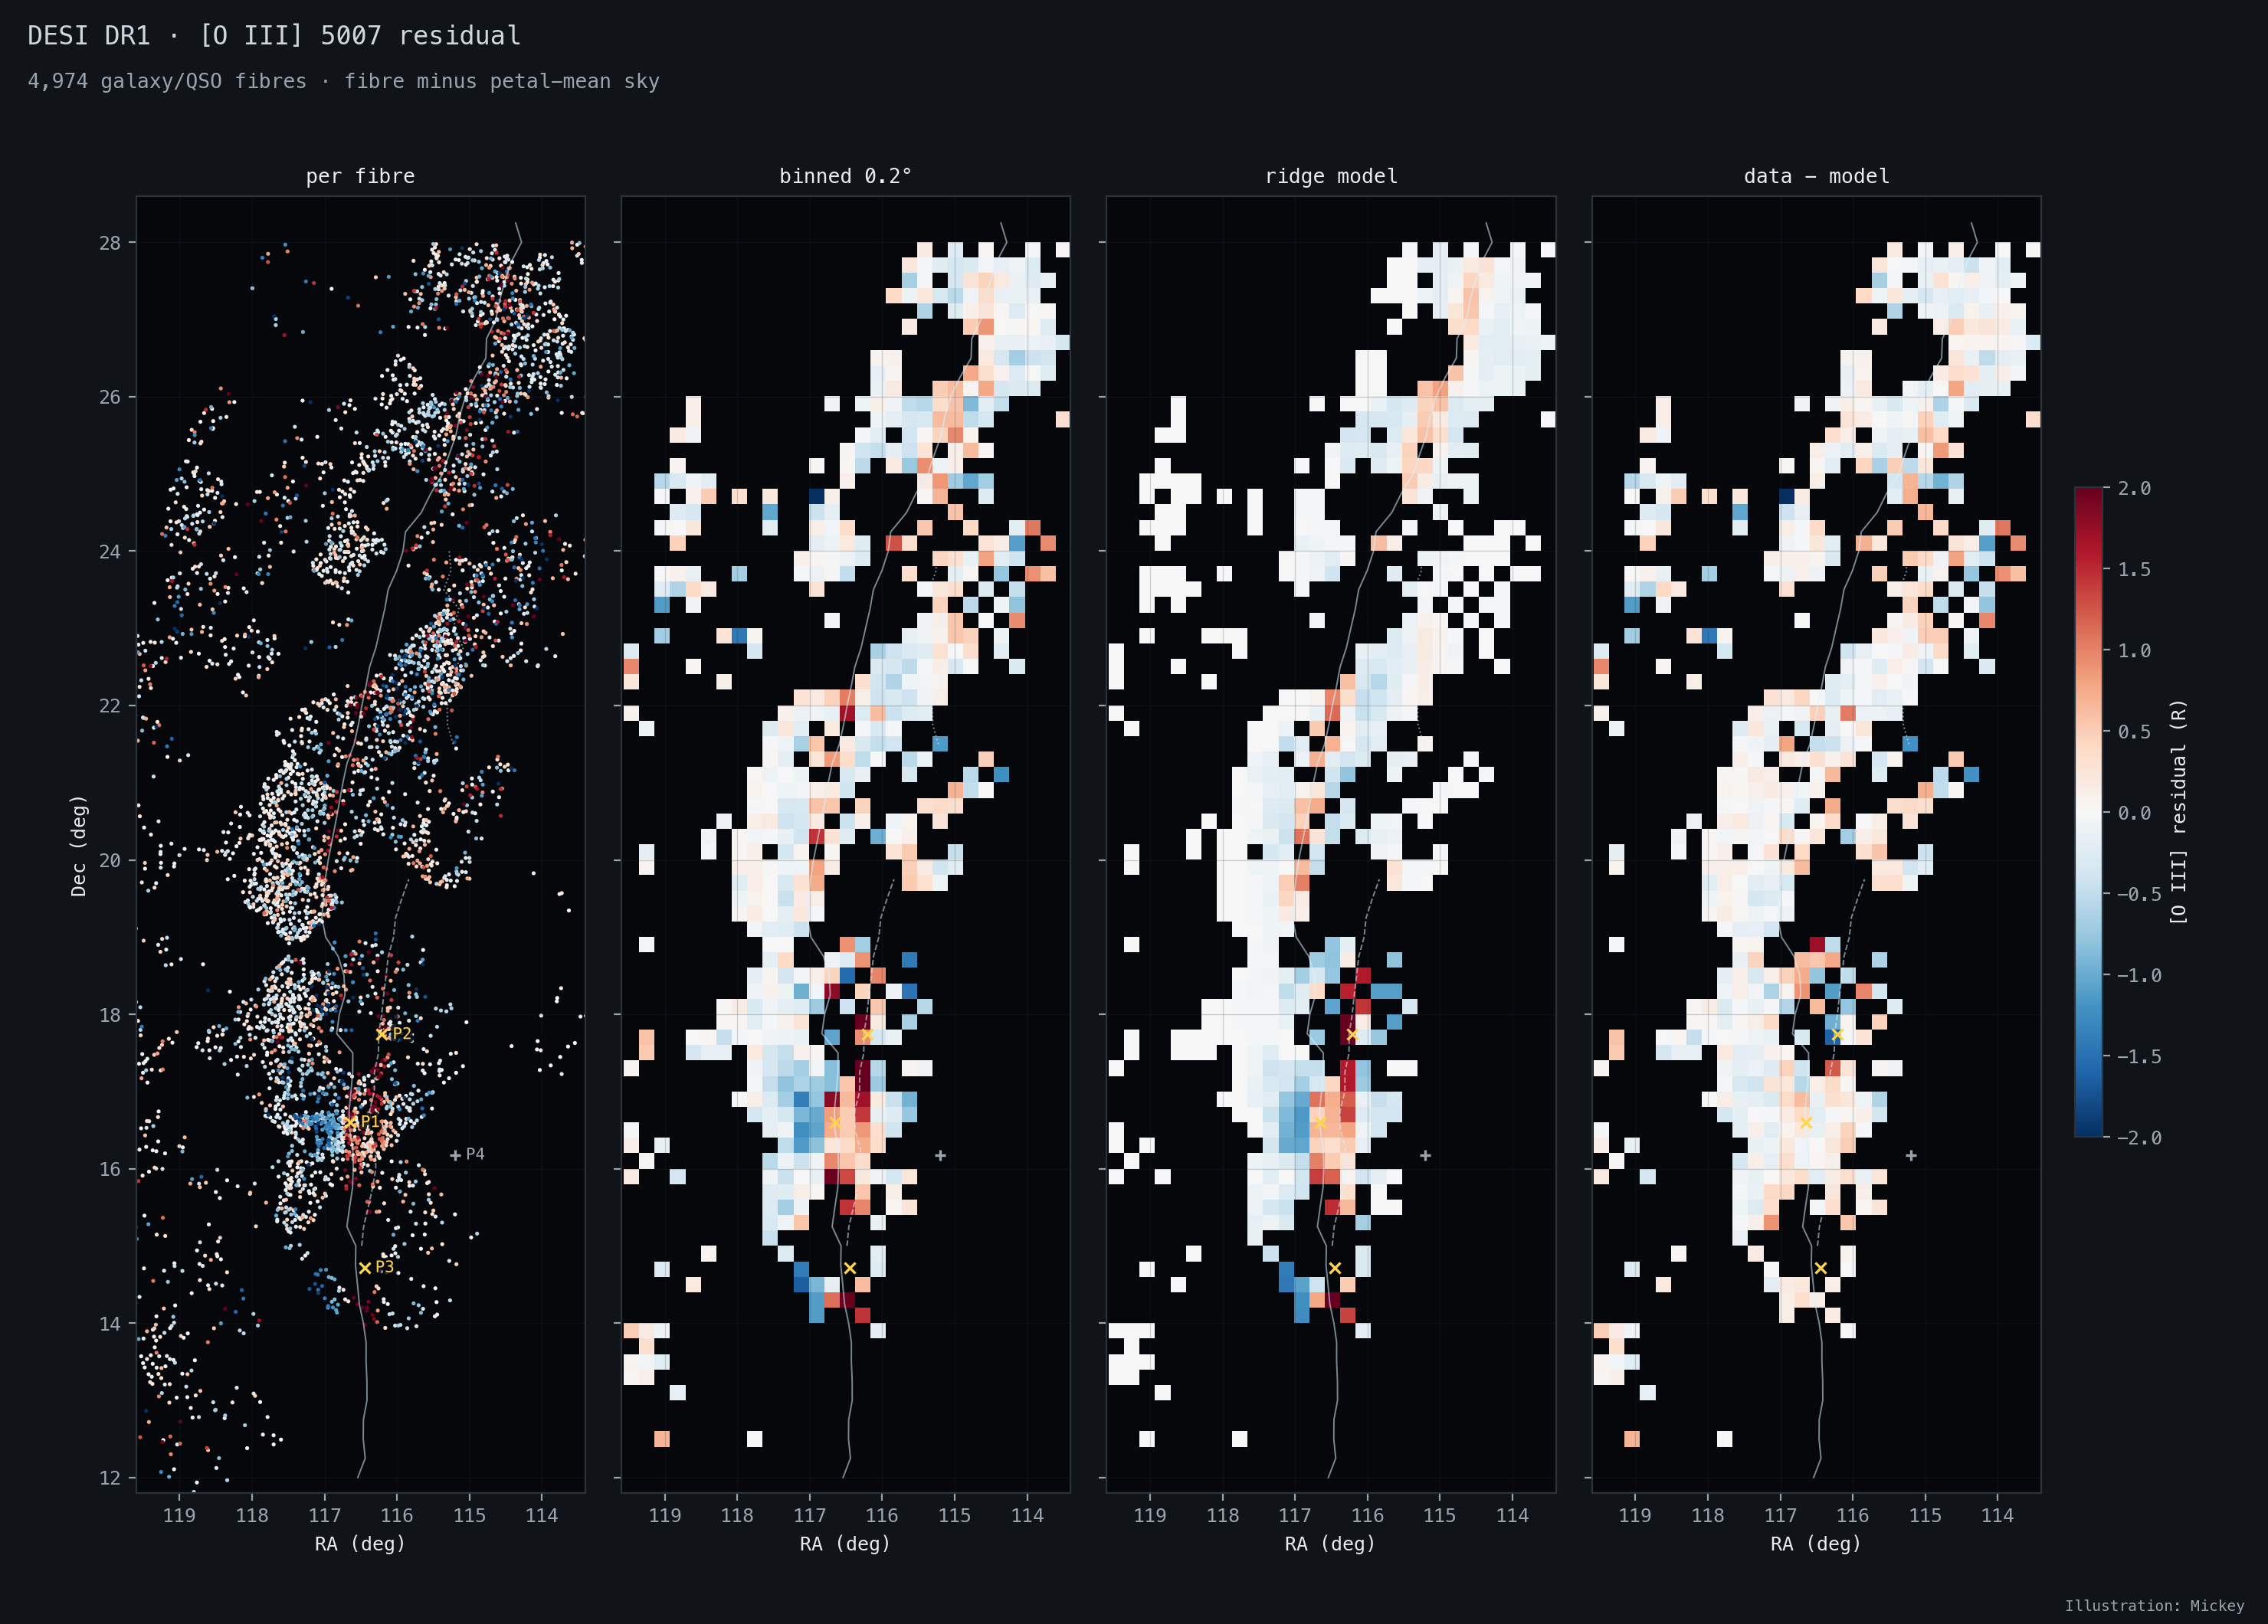 DESI DR1 · [O III] 5007 residual
4,974 galaxy/QSO fibres · fibre minus petal−mean sky
per fibre
binned 0.2°
ridge model
data − model
28
26
24
22
20
18
16
14
12
Dec (deg)
P2
P1
P4
P3
119 118 117 116 115 114
119 118 117 116 115 114
119 118 117 116 115 114
119 118 117 116 115 114
RA (deg)
RA (deg)
RA (deg)
RA (deg)
2.0
1.5
1.0
0.5
0.0
−0.5
−1.0
−1.5
−2.0
[O III] residual (R)
Illustration: Mickey